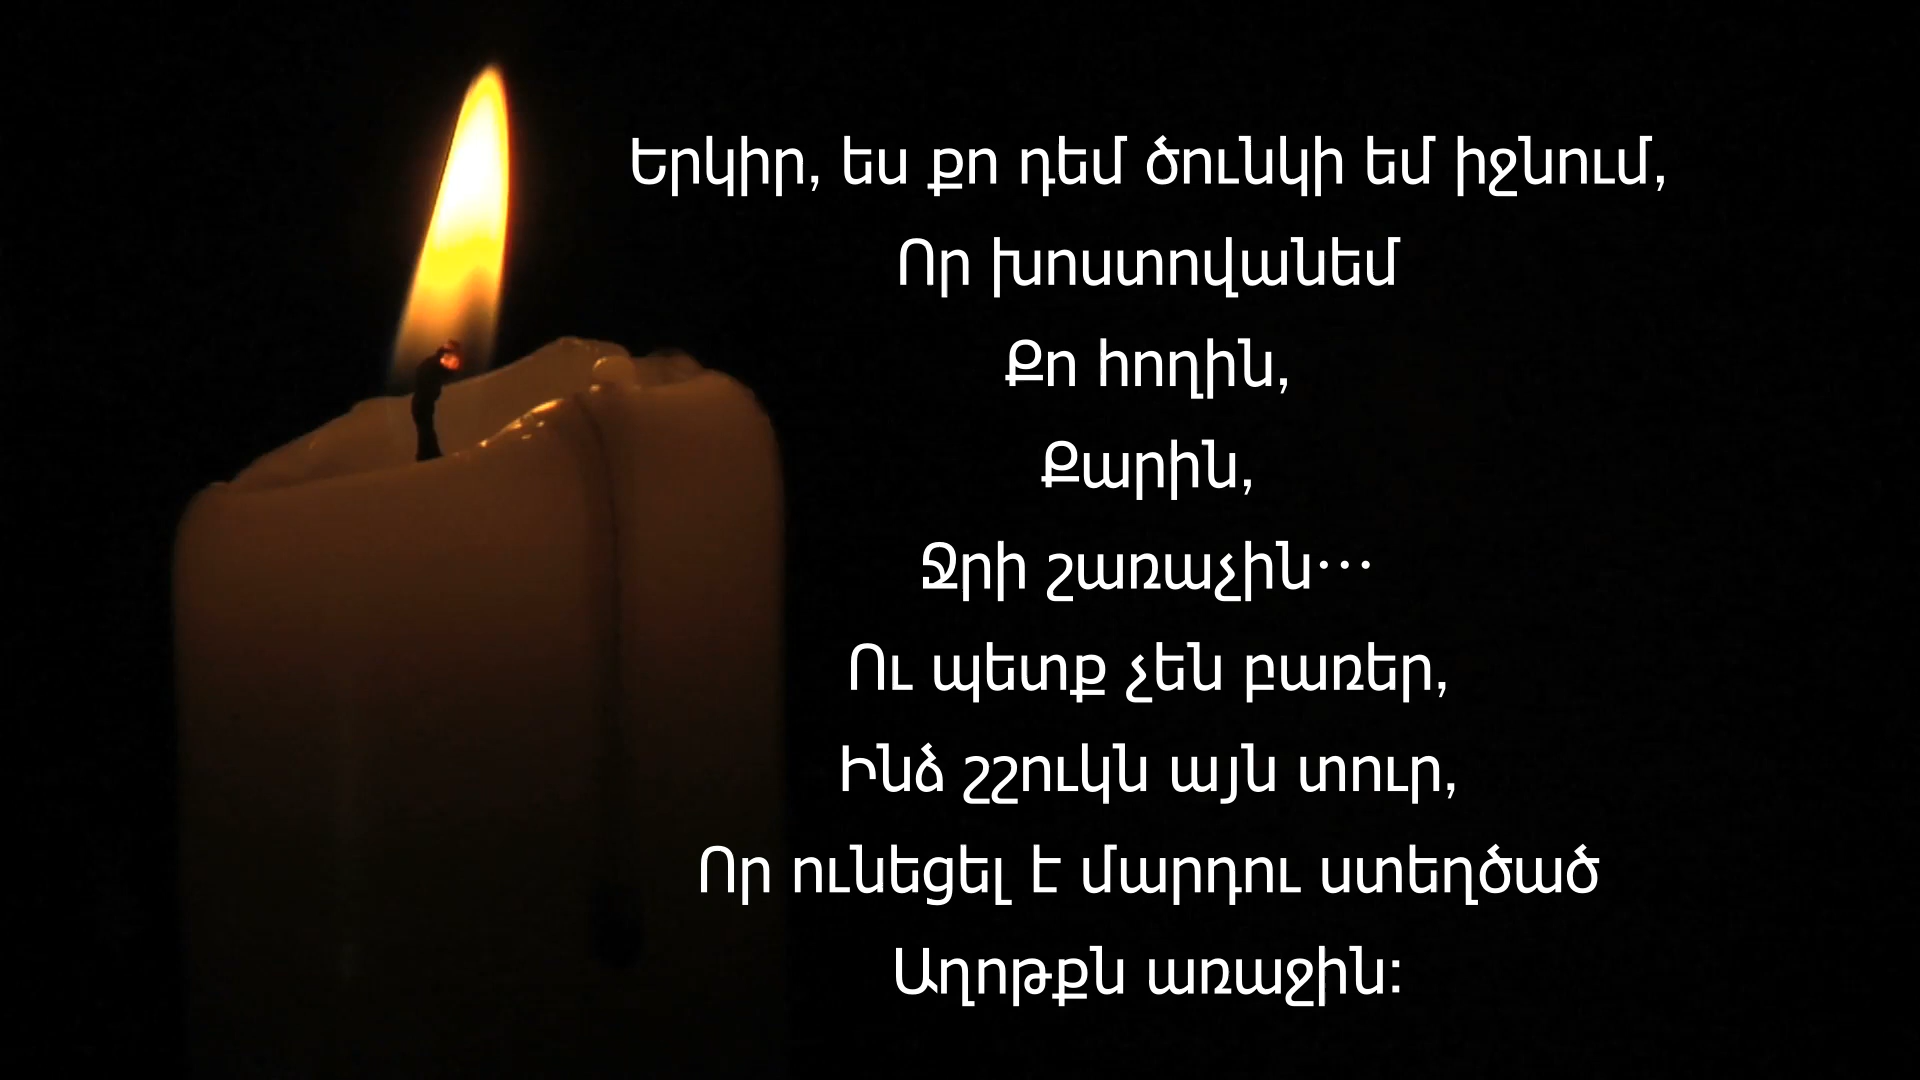 Երկիր, ես քո դեմ ծունկի եմ իջնում,
Որ խոստովանեմ
Քո հողին,
Քարին,
Ջրի շառաչին…
Ու պետք չեն բառեր,
Ինձ շշուկն այն տուր,
Որ ունեցել է մարդու ստեղծած
Աղոթքն առաջին։